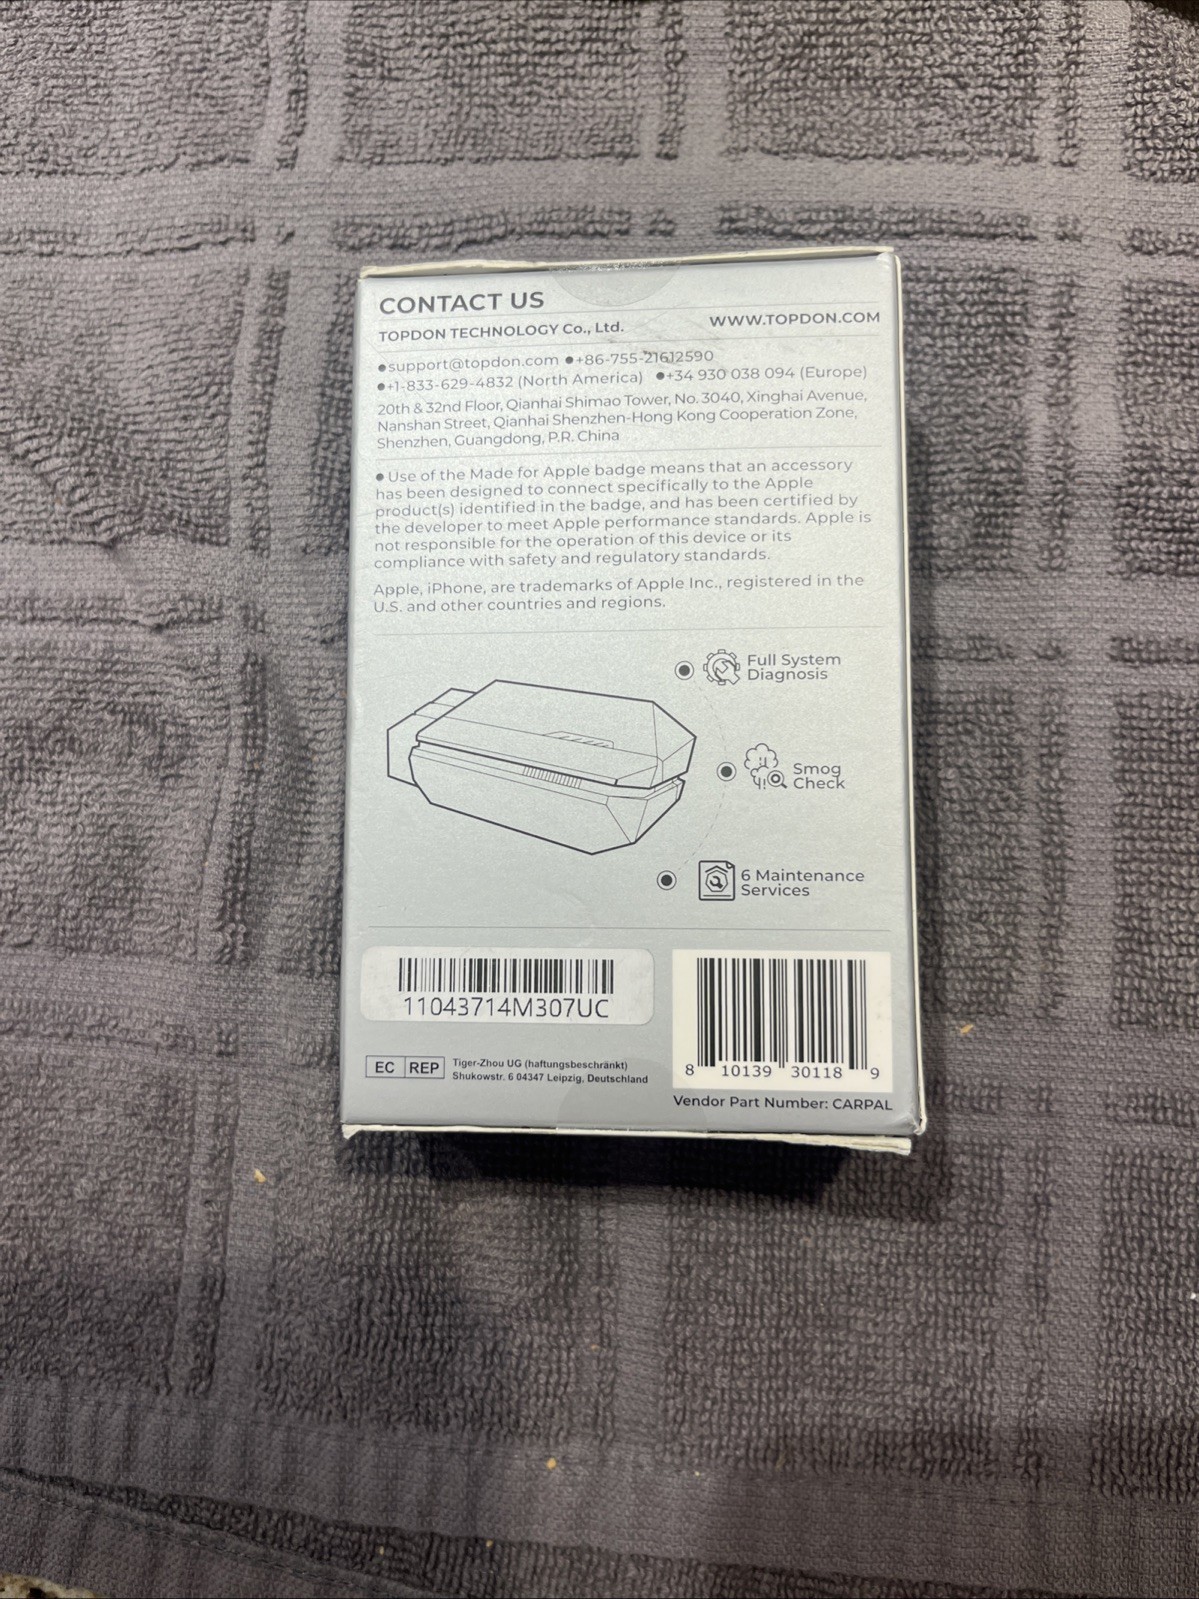 CONTACT US
TOPDON TECHNOLOGY Co., Ltd.
WWW.TOPDON.COM
●support@topdon.com ●+86-755-21612590
●+1-833-629-4832 (North America) ●+34 930 038 094 (Europe)
20th & 32nd Floor, Qianhai Shimao Tower, No. 3040, Xinghai Avenue,
Nanshan Street, Qianhai Shenzhen-Hong Kong Cooperation Zone,
Shenzhen, Guangdong, P.R. China
● Use of the Made for Apple badge means that an accessory
has been designed to connect specifically to the Apple
product(s) identified in the badge, and has been certified by
the developer to meet Apple performance standards. Apple is
not responsible for the operation of this device or its
compliance with safety and regulatory standards.
Apple, iPhone, are trademarks of Apple Inc., registered in the
U.S. and other countries and regions.
Full System
Diagnosis
Smog
Check
6 Maintenance
Services
11043714M307UC
EC REP
Tiger-Zhou UG (haftungsbeschränkt)
Shukowstr. 6 04347 Leipzig, Deutschland
8 10139 30118 9
Vendor Part Number: CARPAL